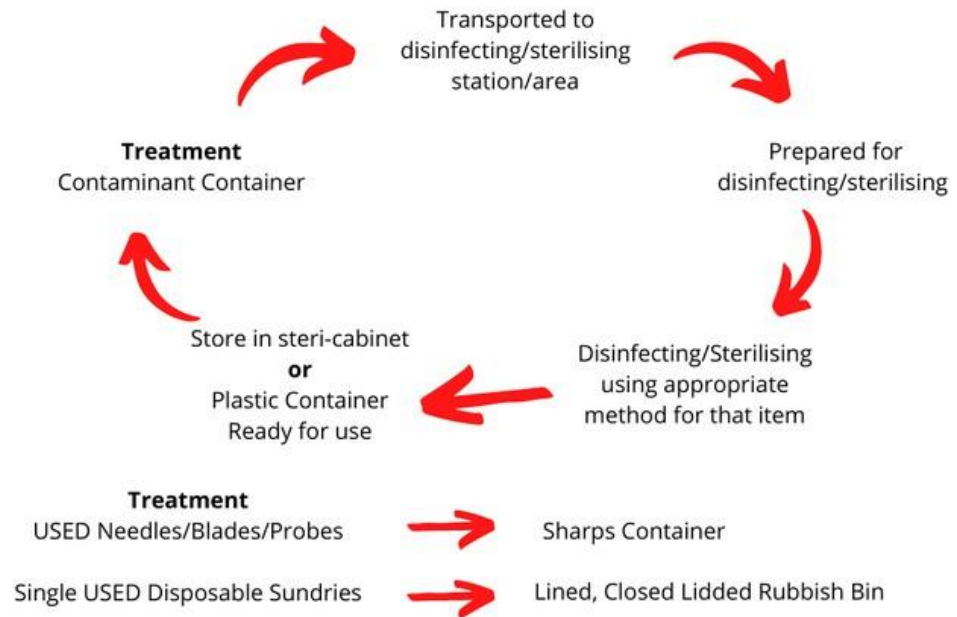 Transported to
disinfecting/sterilising
station/area
Treatment
Contaminant Container
Prepared for
disinfecting/sterilising
Store in steri-cabinet
or
Plastic Container
Ready for use
Disinfecting/Sterilising
using appropriate
method for that item
Treatment
USED Needles/Blades/Probes
Sharps Container
Single USED Disposable Sundries
Lined, Closed Lidded Rubbish Bin